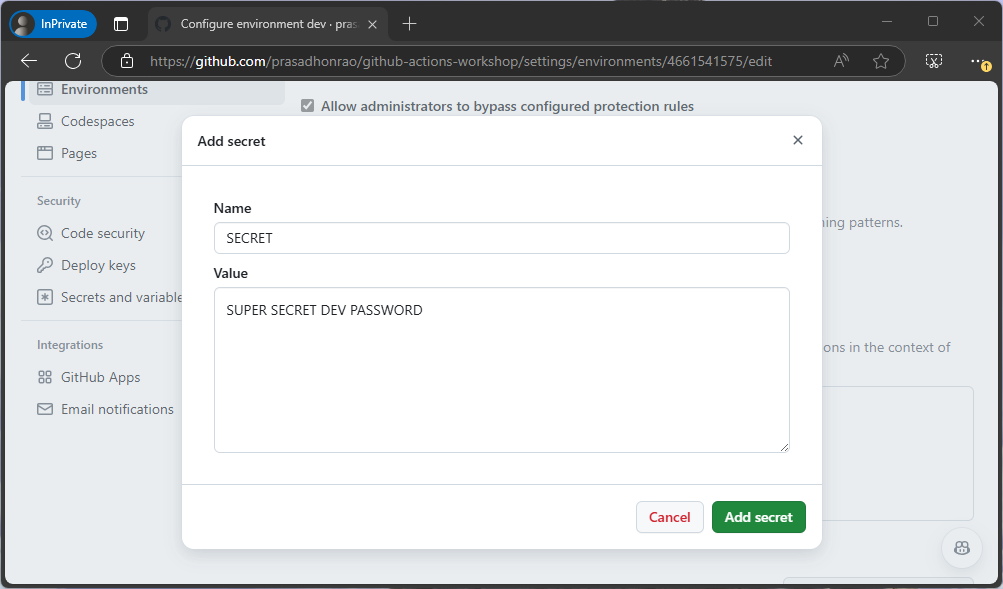 InPrivate
Configure environment dev · pras
https://github.com/prasadhonrao/github-actions-workshop/settings/environments/4661541575/edit
Environments
Allow administrators to bypass configured protection rules
Codespaces
Pages
Security
Code security
Deploy keys
Secrets and variable
Integrations
GitHub Apps
Email notifications
Add secret
Name
SECRET
Value
SUPER SECRET DEV PASSWORD
Cancel
Add secret
patterns.
in the context of